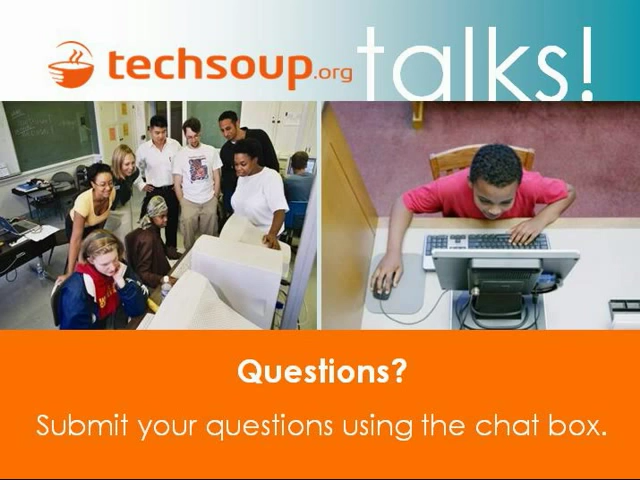 techsoup.org talks!
Questions?
Submit your questions using the chat box.